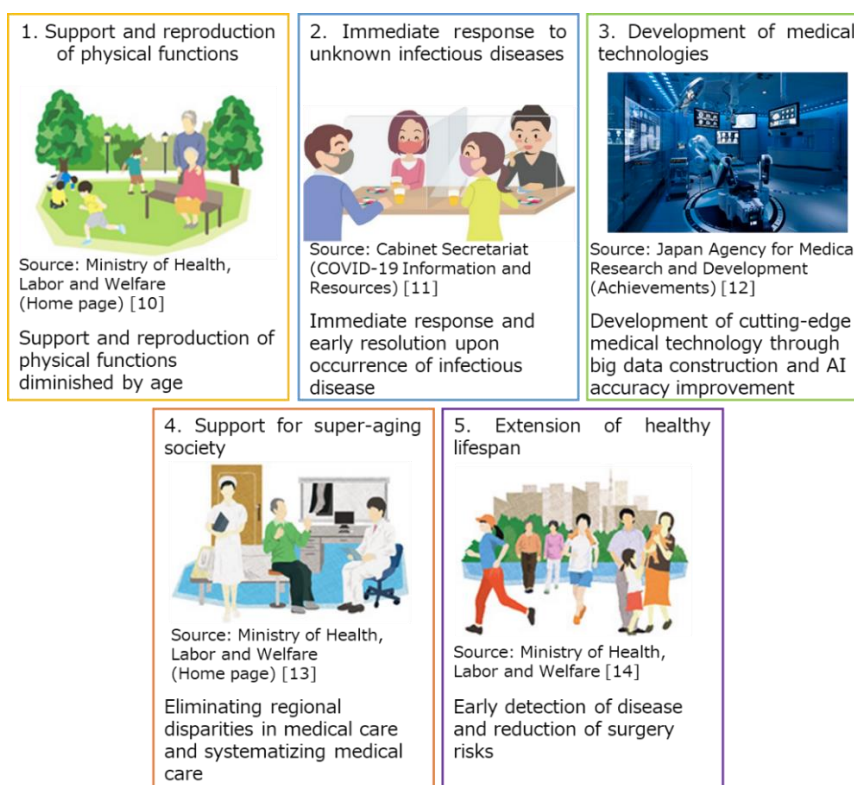 1. Support and reproduction
of physical functions
Source: Ministry of Health,
Labor and Welfare
(Home page) [10]
Support and reproduction of
physical functions
diminished by age
2. Immediate response to
unknown infectious diseases
Source: Cabinet Secretariat
(COVID-19 Information and
Resources) [11]
Immediate response and
early resolution upon
occurrence of infectious
disease
3. Development of medical
technologies
Source: Japan Agency for Medical
Research and Development
(Achievements) [12]
Development of cutting-edge
medical technology through
big data construction and AI
accuracy improvement
4. Support for super-aging
society
Source: Ministry of Health,
Labor and Welfare
(Home page) [13]
Eliminating regional
disparities in medical care
and systematizing medical
care
5. Extension of healthy
lifespan
Source: Ministry of Health,
Labor and Welfare [14]
Early detection of disease
and reduction of surgery
risks